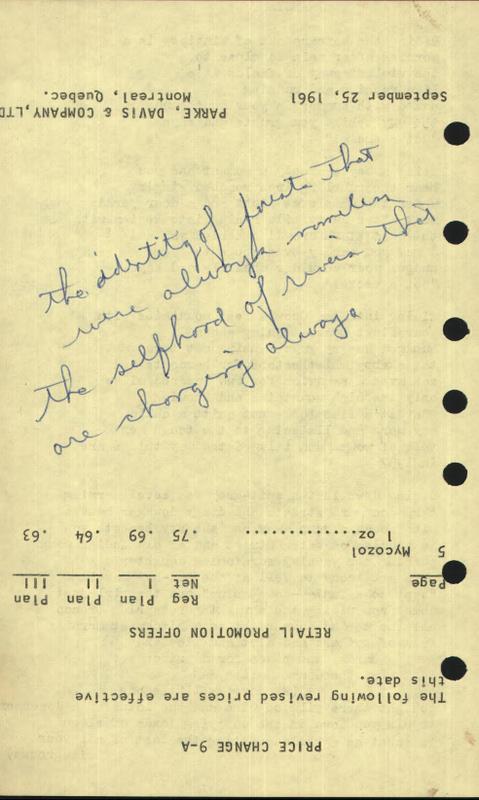 the identity of forests that
were always nameless
the selfhood of rivers that
are changing always
PRICE CHANGE 9-A
The following revised prices are effective
this date.
RETAIL PROMOTION OFFERS
Page Reg Net Plan I Plan II Plan III
5 Mycozol
1 oz.............. .75 .69 .64 .63
September 25, 1961 PARKE, DAVIS & COMPANY, LTD
Montreal, Quebec.